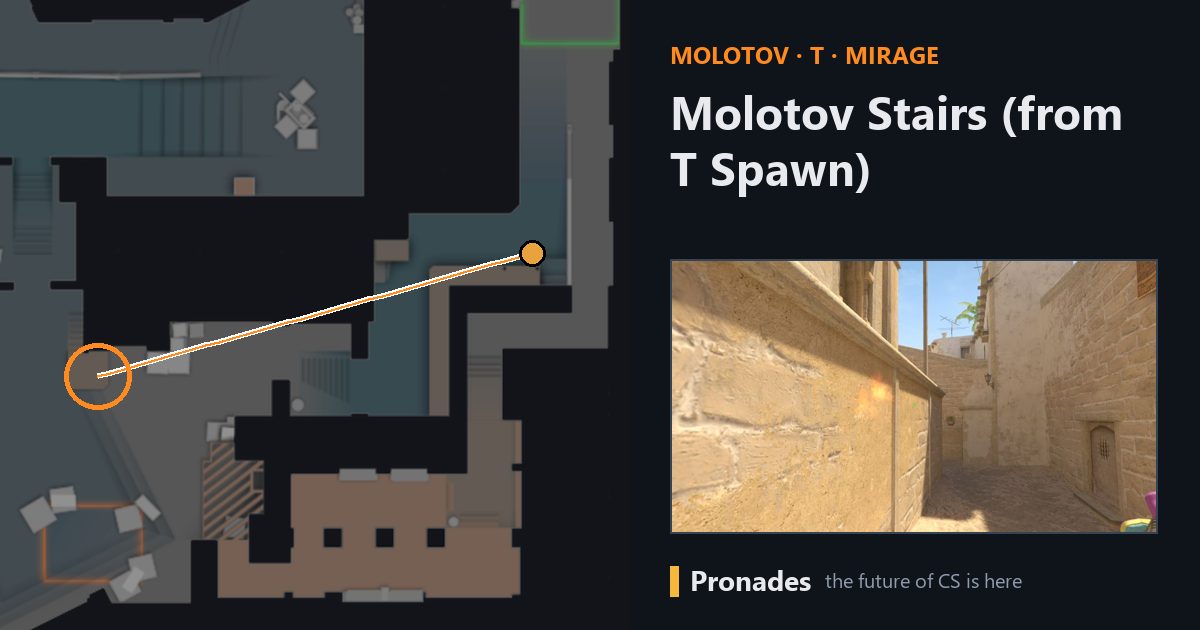 MOLOTOV · T · MIRAGE
Molotov Stairs (from
T Spawn)
Pronades the future of CS is here